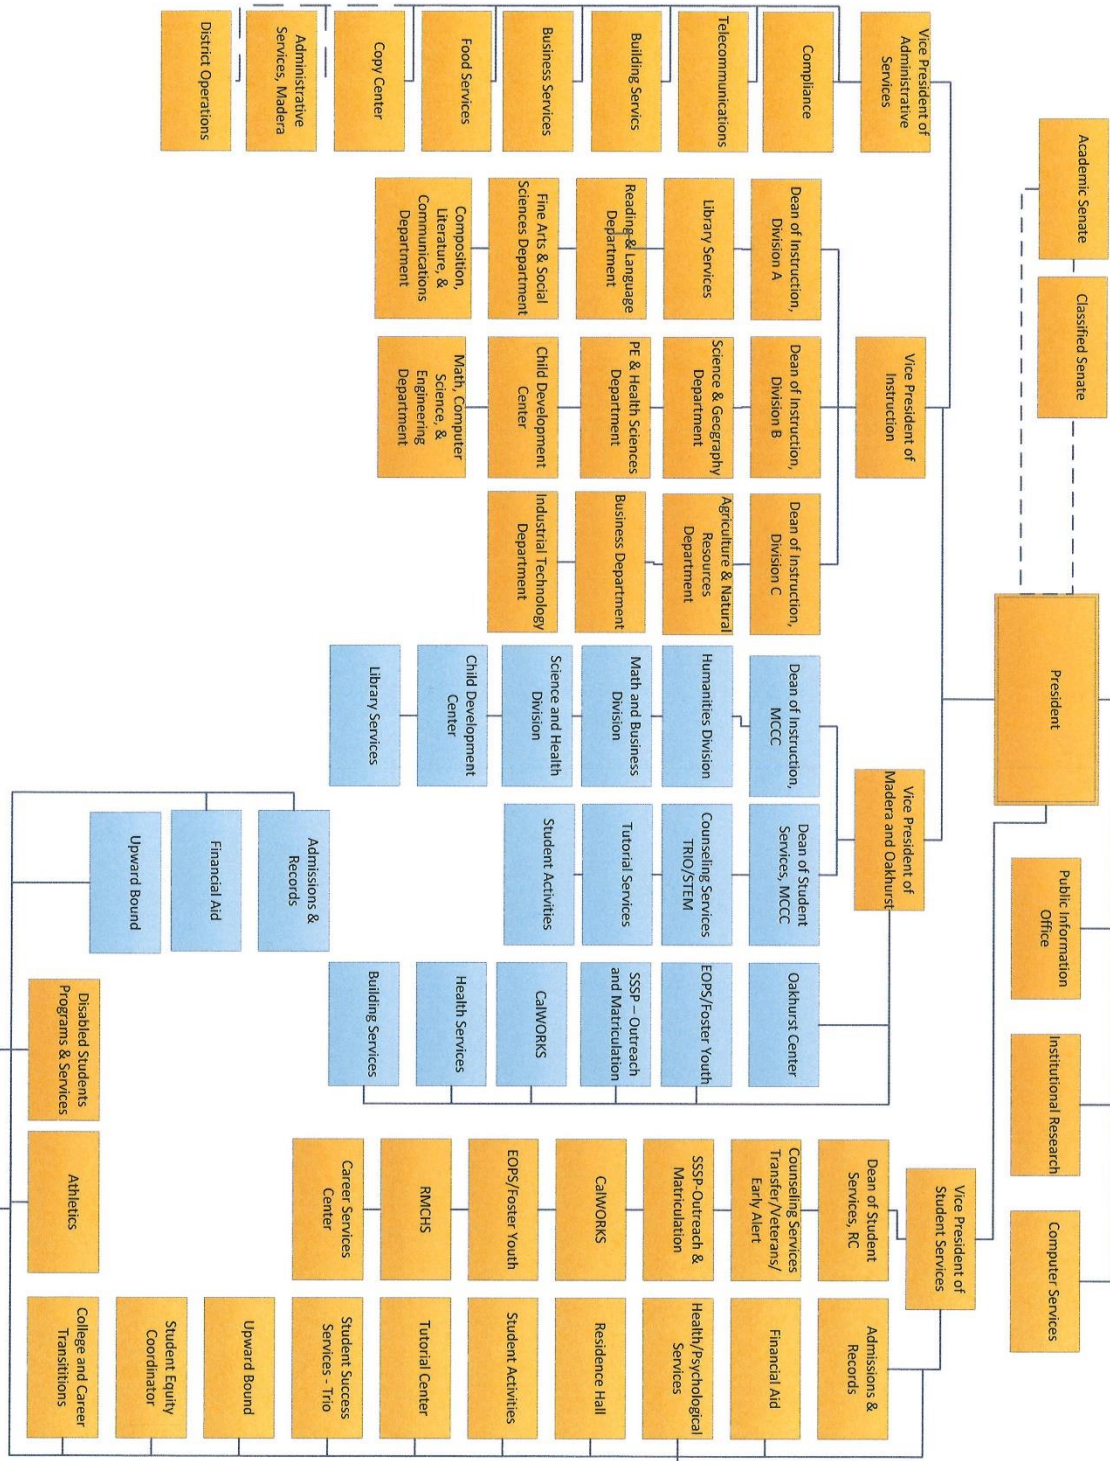 Academic Senate
Classified Senate
President
Public Information
Office
Institutional Research
Computer Services
Vice President of
Administrative
Services
Compliance
Telecommunications
Building Servics
Business Services
Food Services
Copy Center
Administrative
Services, Madera
District Operations
Vice President of
Instruction
Dean of Instruction,
Division A
Library Services
Reading & Language
Department
Fine Arts & Social
Sciences Department
Composition,
Literature, &
Communications
Department
Dean of Instruction,
Division B
Science & Geography
Department
PE & Health Sciences
Department
Child Development
Center
Math, Computer
Science, &
Engineering
Department
Dean of Instruction,
Division C
Agriculture & Natural
Resources
Department
Business Department
Industrial Technology
Department
Vice President of
Madera and Oakhurst
Dean of Instruction,
MCCC
Humanities Division
Math and Business
Division
Science and Health
Division
Child Development
Center
Library Services
Dean of Student
Services, MCCC
Counseling Services
TRIO/STEM
Tutorial Services
Student Activities
Oakhurst Center
EOPS/Foster Youth
SSSP – Outreach
and Matriculation
CalWORKS
Health Services
Building Services
Admissions &
Records
Financial Aid
Upward Bound
Vice President of
Student Services
Dean of Student
Services, RC
Counseling Services
Transfer/Veterans/
Early Alert
SSSP-Outreach &
Matriculation
CalWORKS
EOPS/Foster Youth
RMCHS
Career Services
Center
Admissions &
Records
Financial Aid
Health/Psychological
Services
Residence Hall
Student Activities
Tutorial Center
Student Success
Services - Trio
Upward Bound
Student Equity
Coordinator
College and Career
Transititions
Disabled Students
Programs & Services
Athletics